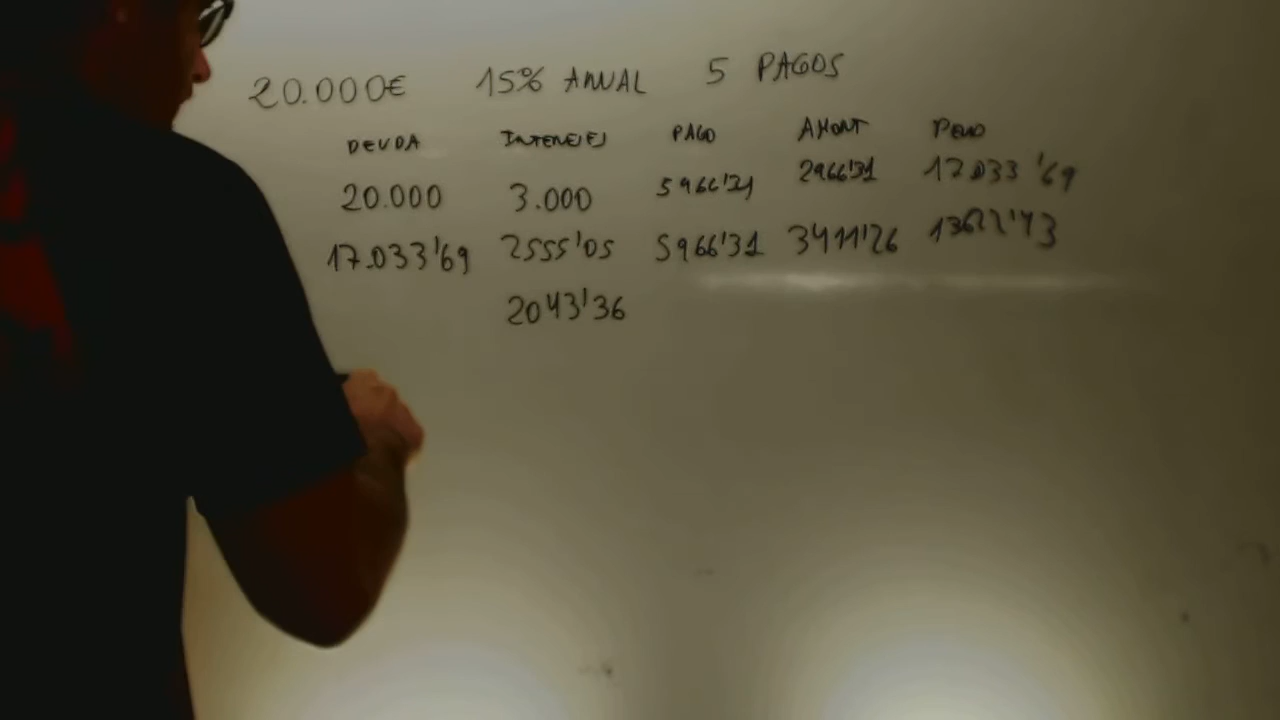 20.000€ 15% ANUAL 5 PAGOS
DEUDA INTERESES PAGO AMORT PEND
20.000 3.000 5966'31 2966'31 17.033'69
17.033'69 2555'05 5966'31 3411'26 13622'43
2043'36